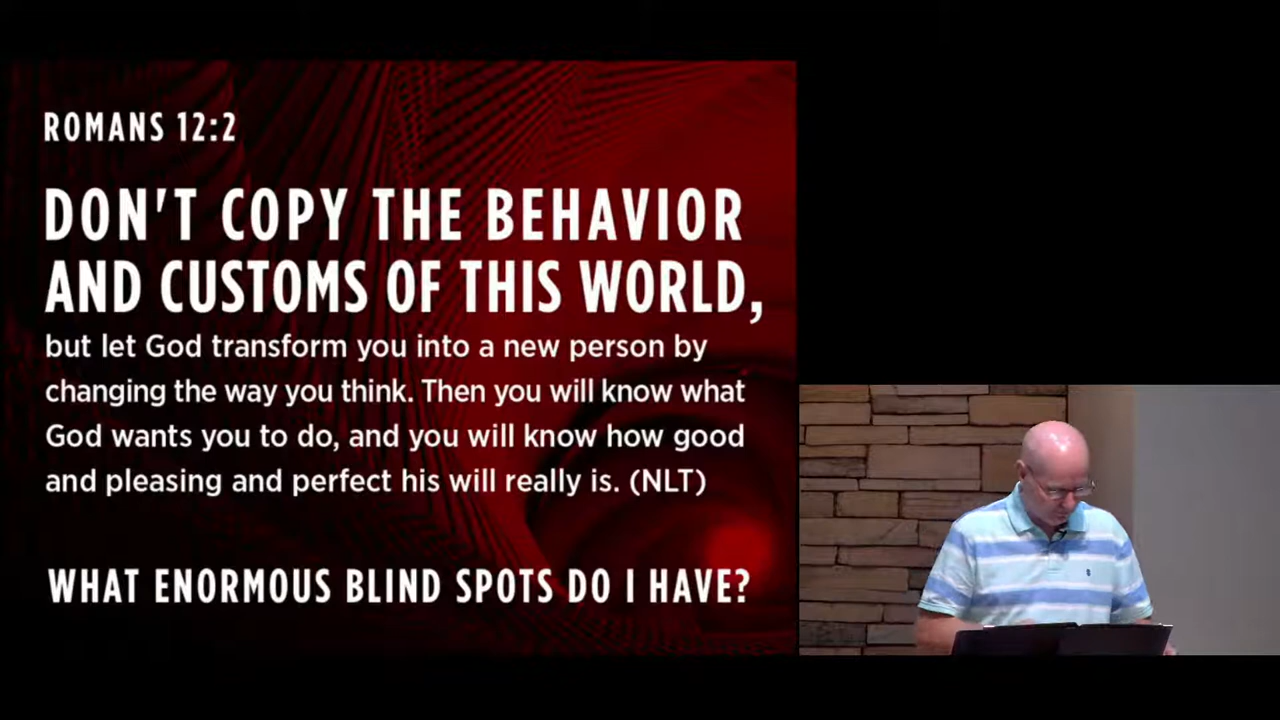 ROMANS 12:2
DON'T COPY THE BEHAVIOR
AND CUSTOMS OF THIS WORLD,
but let God transform you into a new person by
changing the way you think. Then you will know what
God wants you to do, and you will know how good
and pleasing and perfect his will really is. (NLT)
WHAT ENORMOUS BLIND SPOTS DO I HAVE?